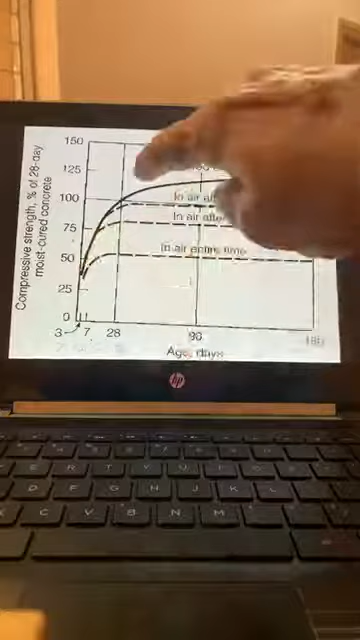 Compressive strength, % of 28-day
moist-cured concrete
150
125
100
75
50
25
0
In air after
In air after
In air entire time
3
7
28
90
180
Age, days
hp
E R T Y U I O P
D F G H J K L
X C V B N M